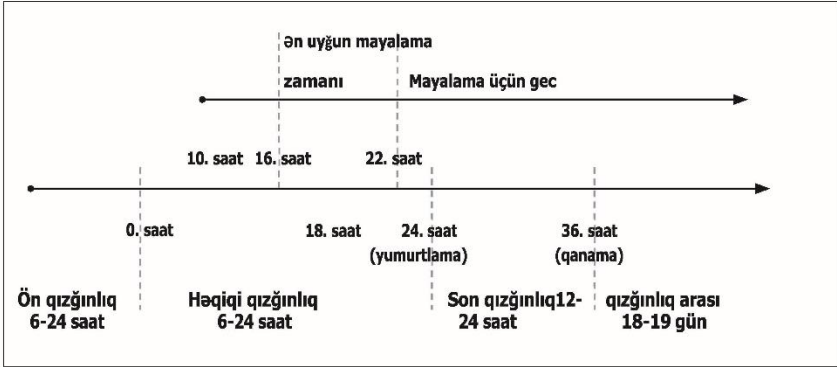 Ən uyğun mayalama
zamanı
Mayalama üçün gec
10. saat
16. saat
22. saat
0. saat
18. saat
24. saat
(yumurtlama)
36. saat
(qanama)
Ön qızğınlıq
6-24 saat
Həqiqi qızğınlıq
6-24 saat
Son qızğınlıq12-
24 saat
qızğınlıq arası
18-19 gün